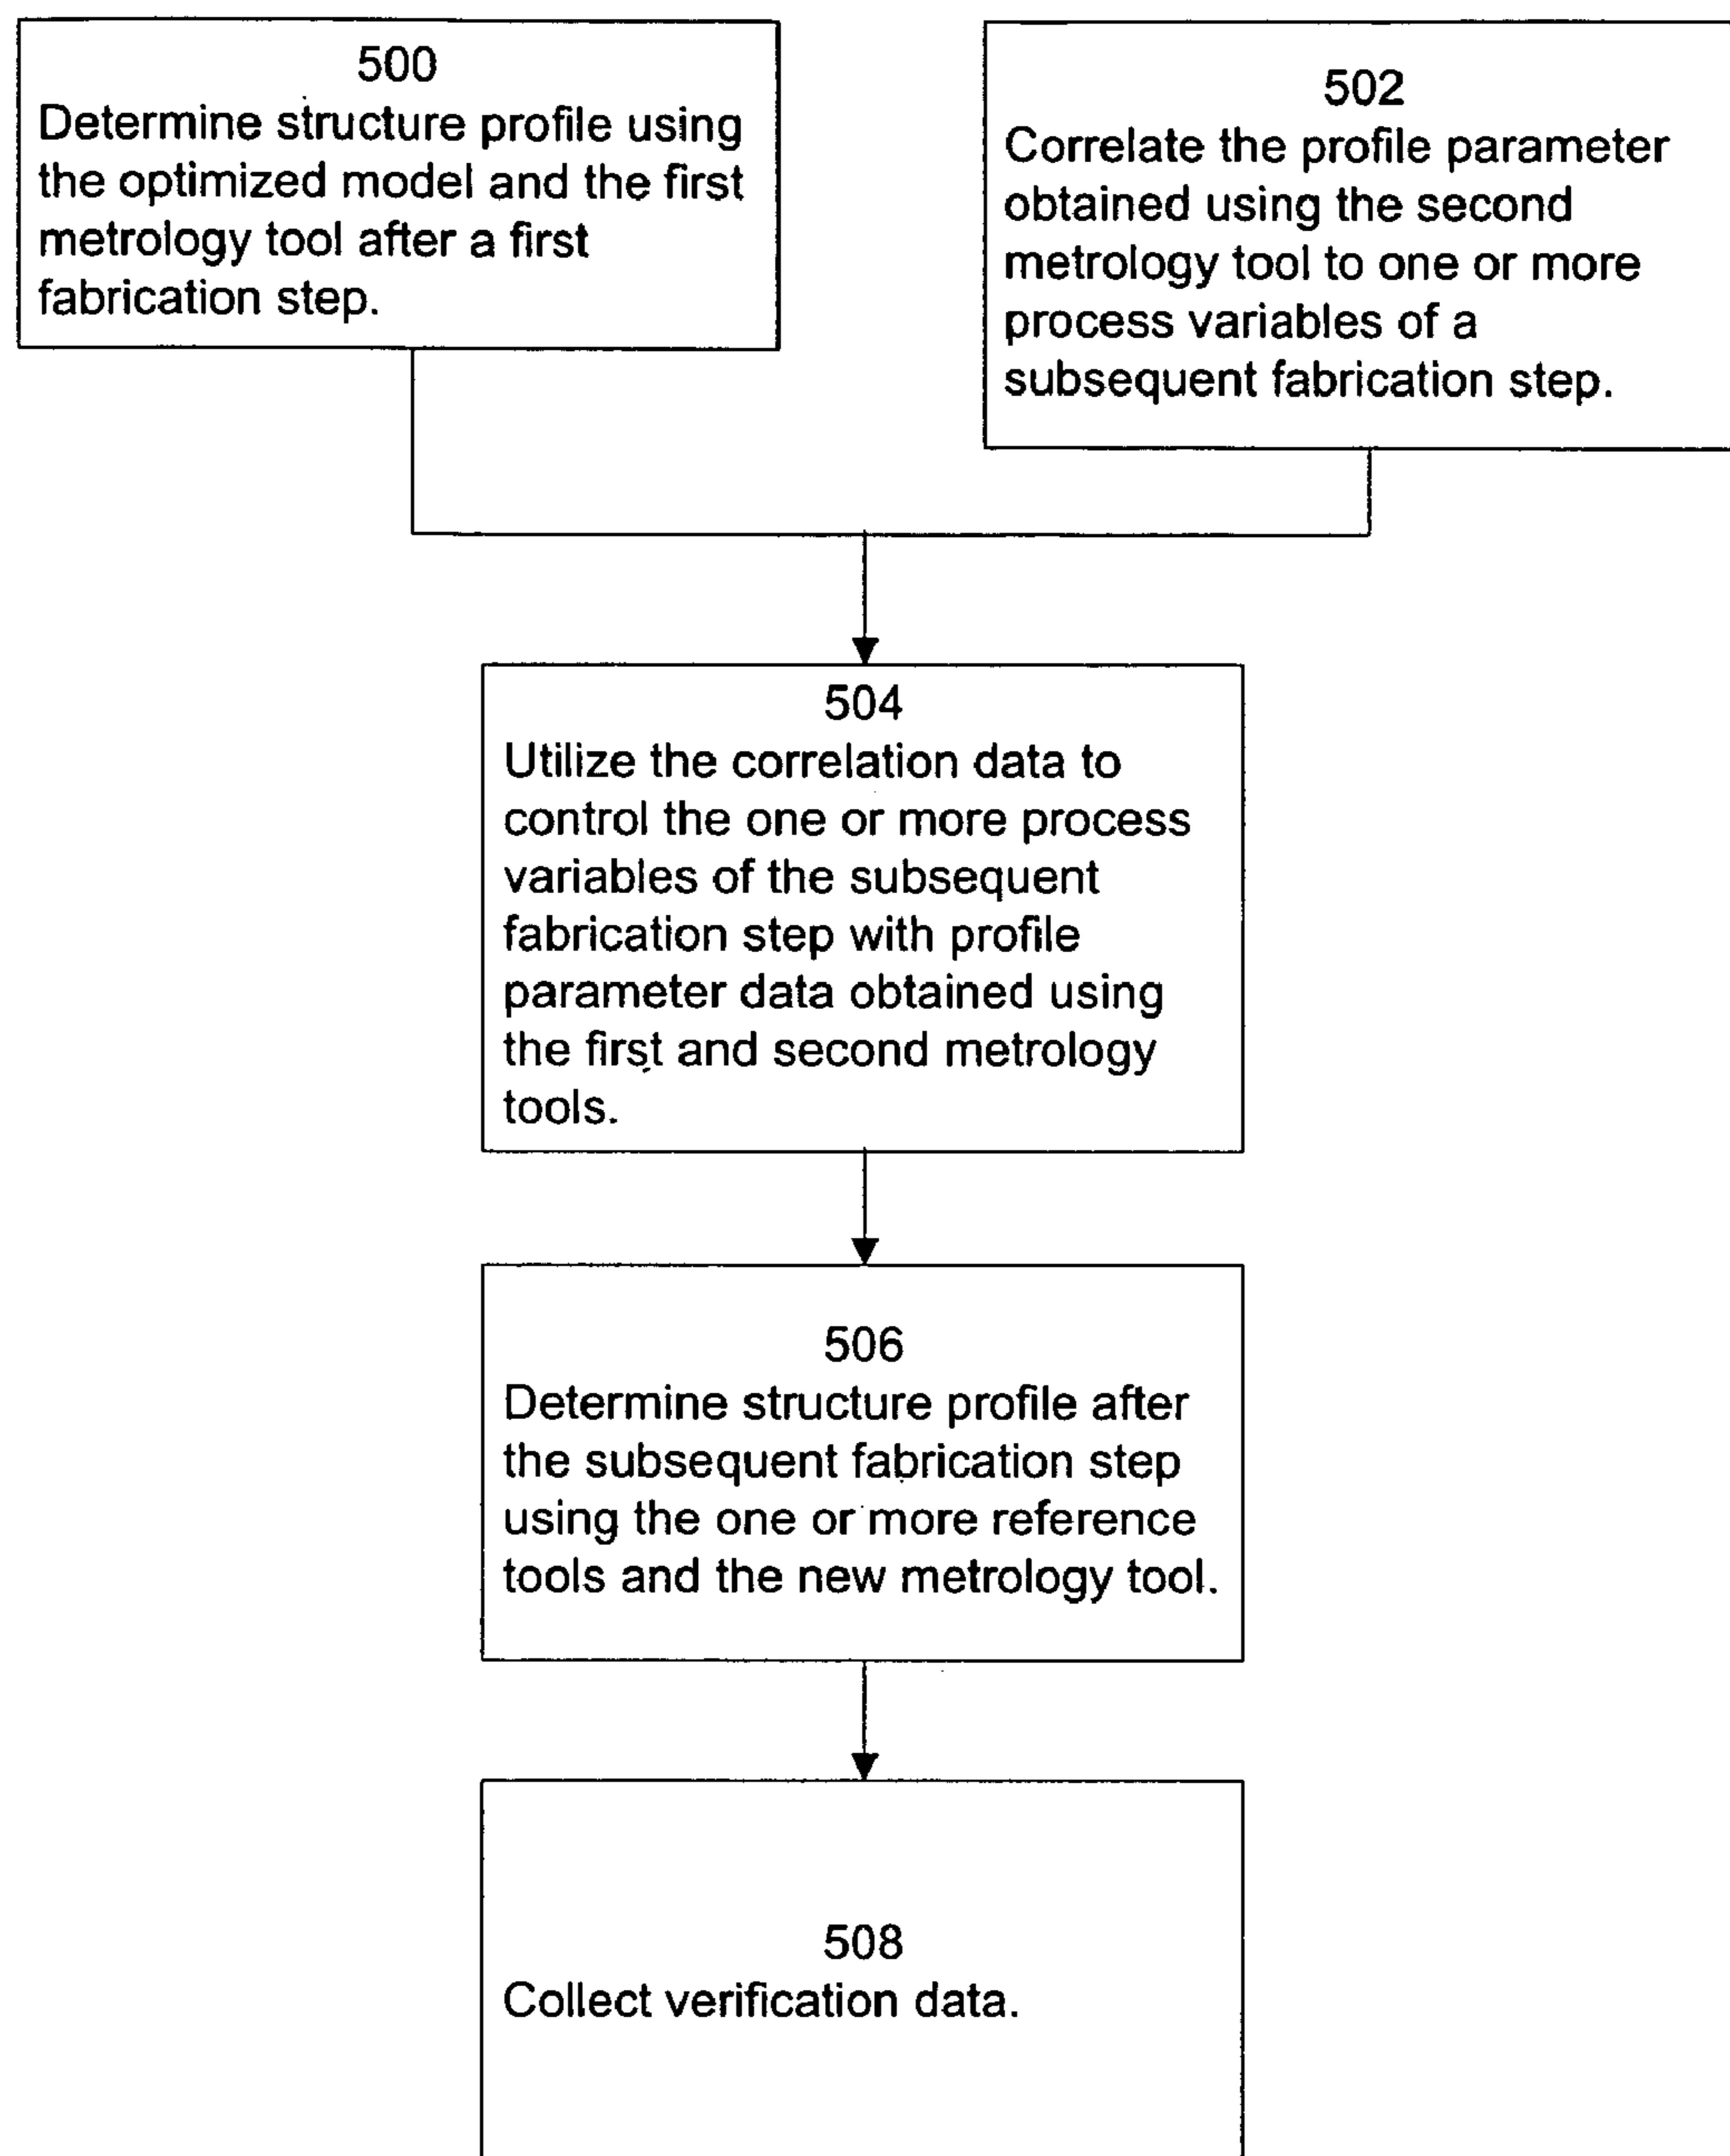 500
Determine structure profile using
the optimized model and the first
metrology tool after a first
fabrication step.
502
Correlate the profile parameter
obtained using the second
metrology tool to one or more
process variables of a
subsequent fabrication step.
504
Utilize the correlation data to
control the one or more process
variables of the subsequent
fabrication step with profile
parameter data obtained using
the first and second metrology
tools.
506
Determine structure profile after
the subsequent fabrication step
using the one or more reference
tools and the new metrology tool.
508
Collect verification data.